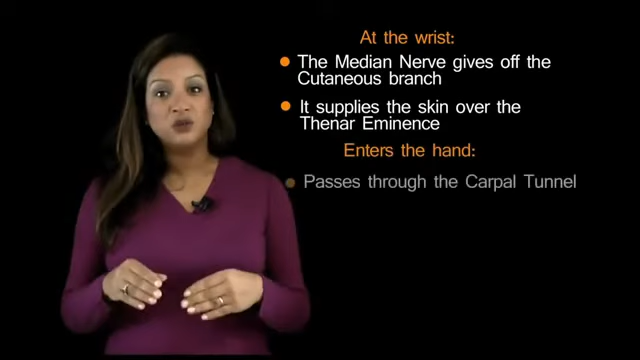 At the wrist:
The Median Nerve gives off the
Cutaneous branch
It supplies the skin over the
Thenar Eminence
Enters the hand:
Passes through the Carpal Tunnel